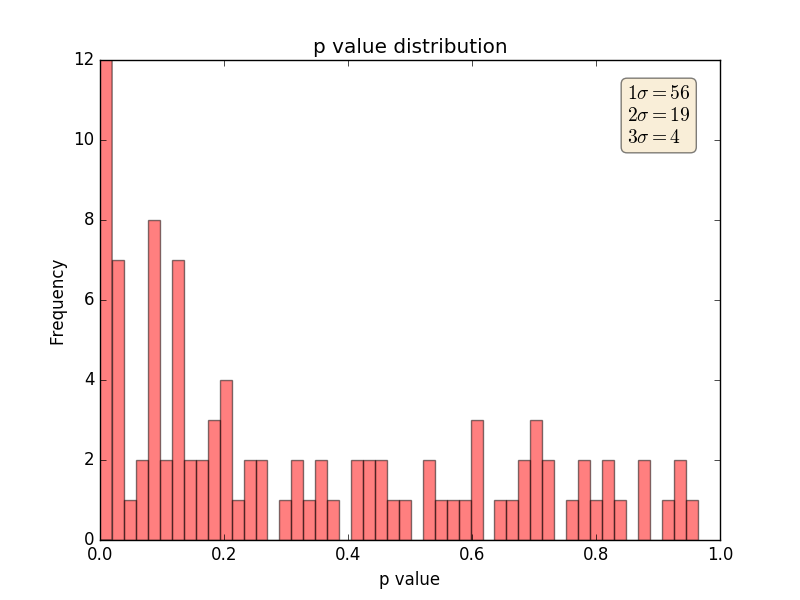 p value distribution
1σ = 56
2σ = 19
3σ = 4
12
10
8
6
4
2
0
Frequency
0.0 0.2 0.4 0.6 0.8 1.0
p value